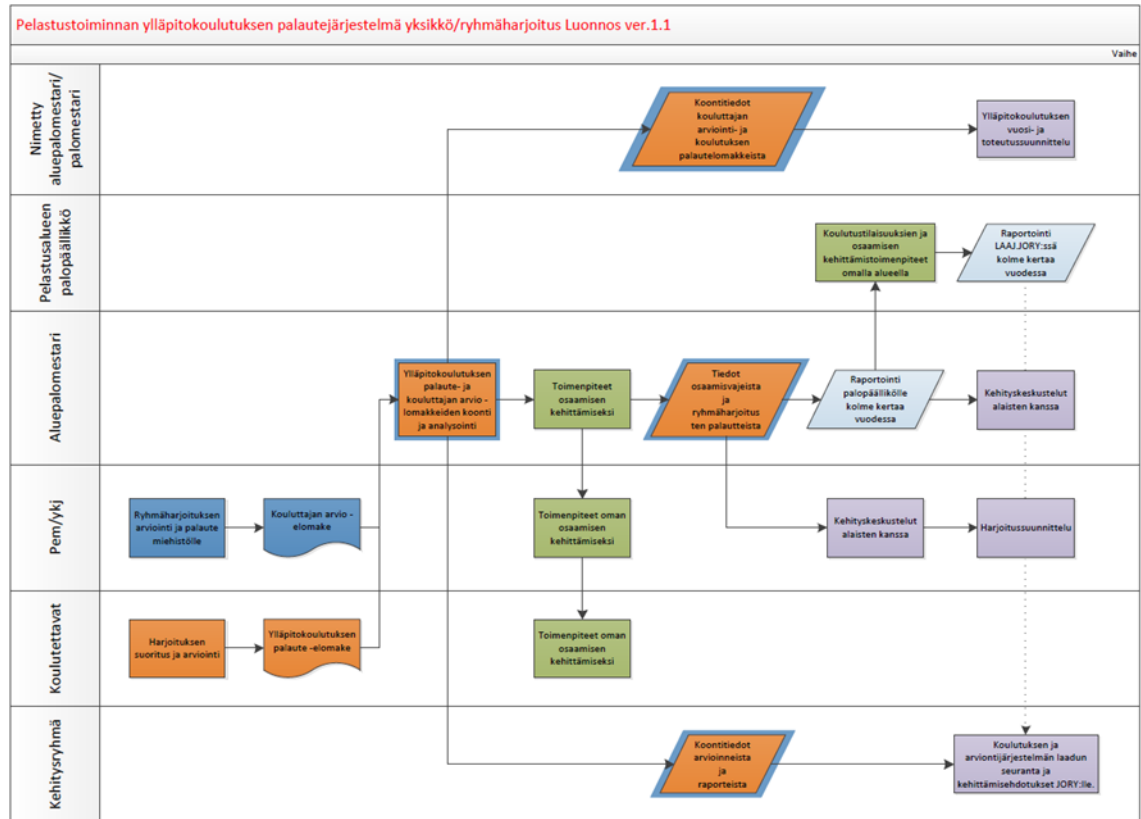 Pelastustoiminnan ylläpitokoulutuksen palautejärjestelmä yksikkö/ryhmäharjoitus Luonnos ver.1.1
Vaihe
Nimetty
aluepalomestari/
palomestari
Koontitiedot
kouluttajan
arviointi- ja
koulutuksen
palautelomakkeista
Ylläpitokoulutuksen
vuosi- ja
toteutussuunnittelu
Pelastusalueen
palopäällikkö
Koulutustilaisuuksien ja
osaamisen
kehittämistoimenpiteet
omalla alueella
Raportointi
LAAJ.JORY:ssä
kolme kertaa
vuodessa
Aluepalomestari
Ylläpitokoulutuksen
palaute- ja
kouluttajan arvio -
lomakkeiden koonti
ja analysointi
Toimenpiteet
osaamisen
kehittämiseksi
Tiedot
osaamisvajeista
ja
ryhmäharjoitus
ten palautteista
Raportointi
palopäällikölle
kolme kertaa
vuodessa
Kehityskeskustelut
alaisten kanssa
Pem/ykj
Ryhmäharjoituksen
arviointi ja palaute
miehistölle
Kouluttajan arvio -
elomake
Toimenpiteet oman
osaamisen
kehittämiseksi
Kehityskeskustelut
alaisten kanssa
Harjoitussuunnittelu
Koulutettavat
Harjoituksen
suoritus ja arviointi
Ylläpitokoulutuksen
palaute -elomake
Toimenpiteet oman
osaamisen
kehittämiseksi
Kehitysryhmä
Koontitiedot
arvioinneista
ja
raporteista
Koulutuksen ja
arviontijärjestelmän laadun
seuranta ja
kehittämisehdotukset JORY:lle.